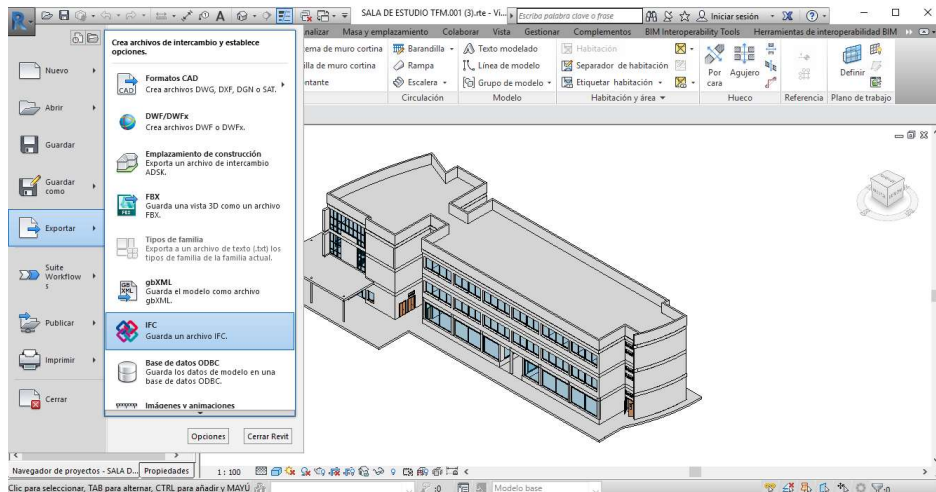 SALA DE ESTUDIO TFM.001 (3).rte - Vi...
Escriba palabra clave o frase
Iniciar sesión
nalizar Masa y emplazamiento Colaborar Vista Gestionar Complementos BIM Interoperability Tools Herramientas de interoperabilidad BIM
Crea archivos de intercambio y establece
opciones.
Nuevo
Abrir
Guardar
Guardar
como
Exportar
Suite
Workflow
s
Publicar
Imprimir
Cerrar
Formatos CAD
Crea archivos DWG, DXF, DGN o SAT.
DWF/DWFx
Crea archivos DWF o DWFx.
Emplazamiento de construcción
Exporta un archivo de intercambio
ADSK.
FBX
Guarda una vista 3D como un archivo
FBX.
Tipos de familia
Exporta a un archivo de texto (.txt) los
tipos de familia de la familia actual.
gbXML
Guarda el modelo como archivo
gbXML.
IFC
Guarda un archivo IFC.
Base de datos ODBC
Guarda los datos de modelo en una
base de datos ODBC.
Imágenes y animaciones
Opciones
Cerrar Revit
ema de muro cortina
illa de muro cortina
ntante
Barandilla
Rampa
Escalera
Circulación
Texto modelado
Línea de modelo
Grupo de modelo
Modelo
Habitación
Separador de habitación
Etiquetar habitación
Habitación y área
Por
cara
Agujero
Hueco
Referencia
Definir
Plano de trabajo
Navegador de proyectos - SALA D...
Propiedades
1 : 100
Clic para seleccionar, TAB para alternar, CTRL para añadir y MAYÚ
:0
Modelo base
:0